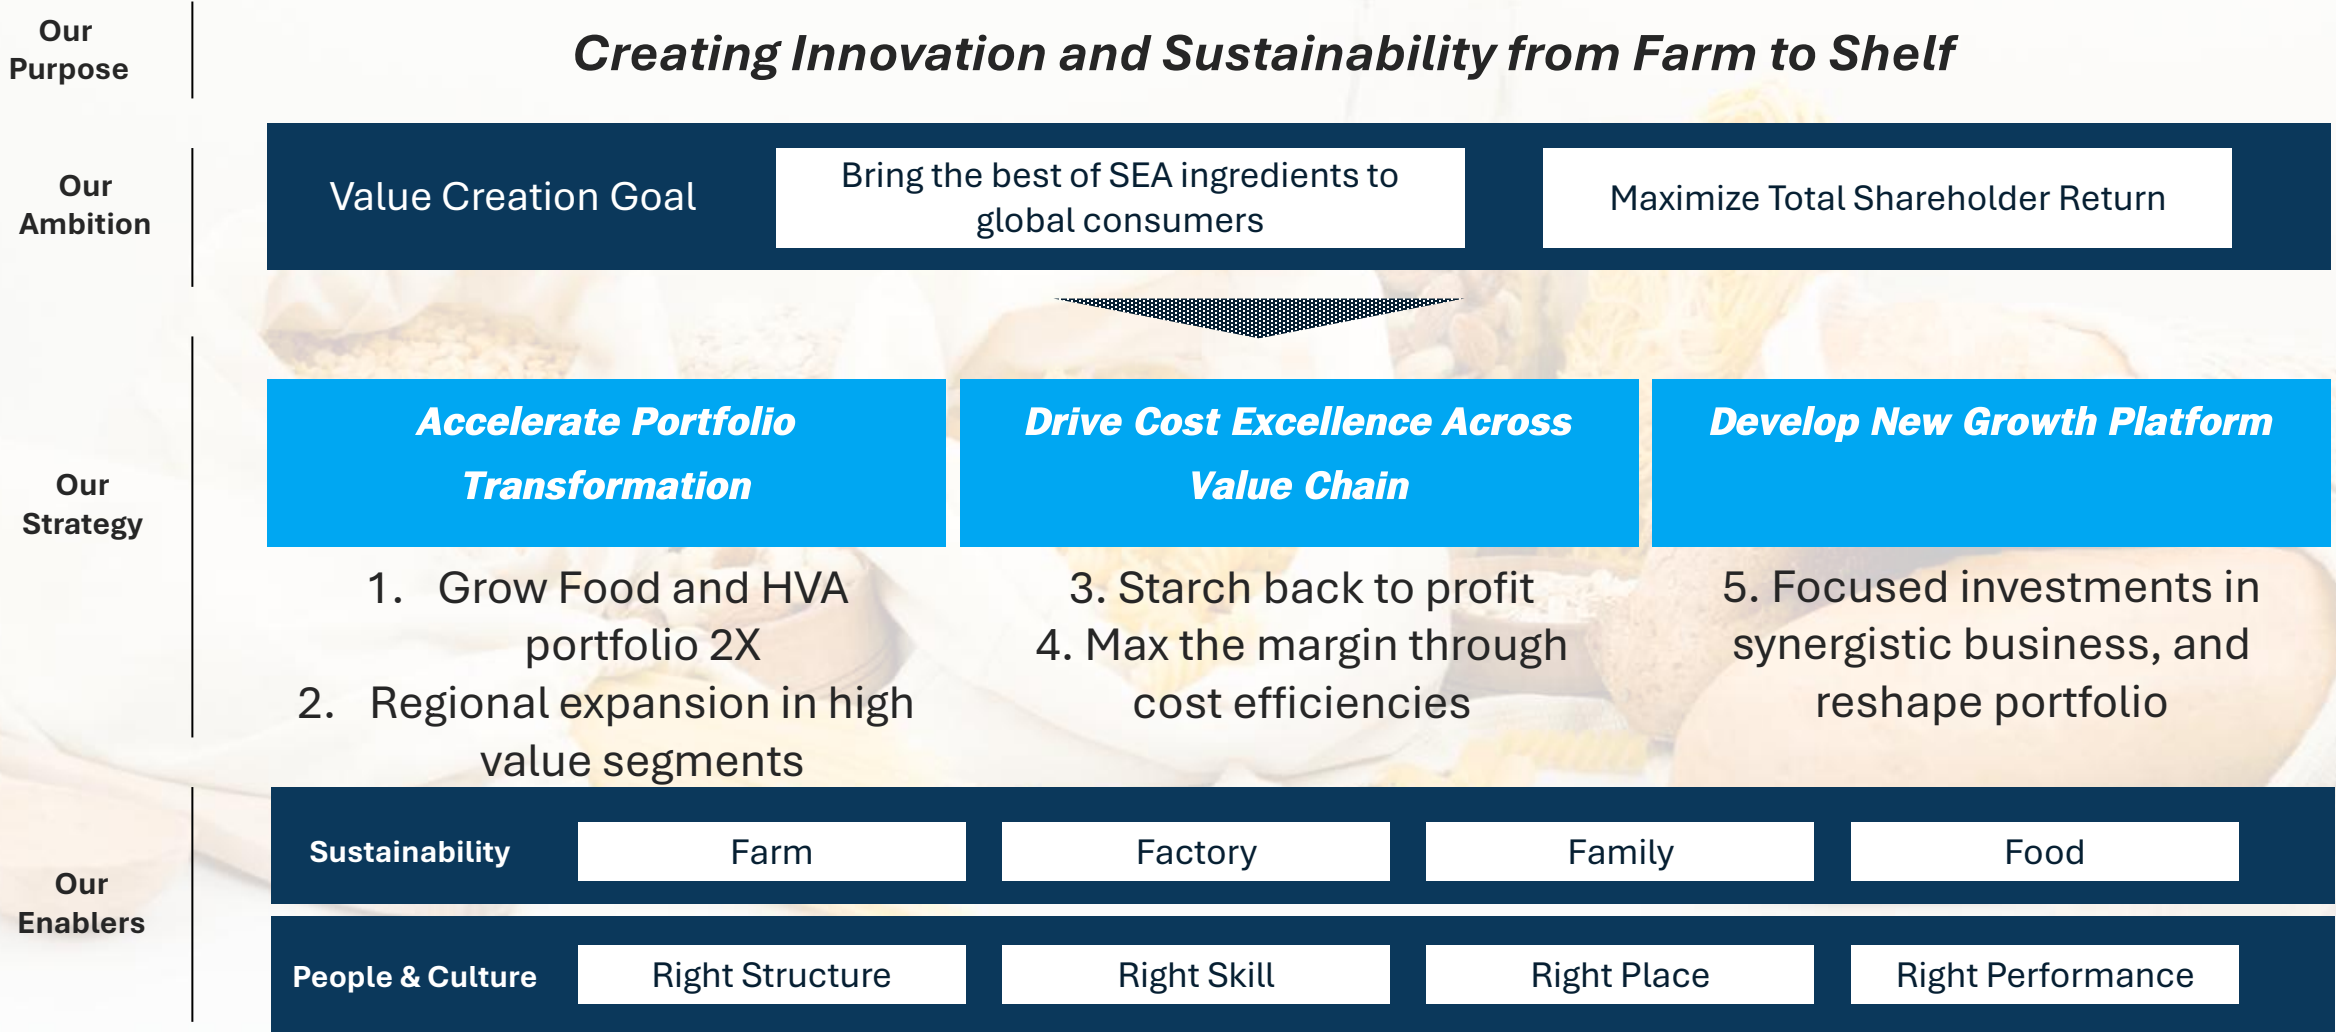 Our
Purpose
Creating Innovation and Sustainability from Farm to Shelf
Our
Ambition
Value Creation Goal
Bring the best of SEA ingredients to
global consumers
Maximize Total Shareholder Return
Our
Strategy
Accelerate Portfolio
Transformation
1. Grow Food and HVA
portfolio 2X
2. Regional expansion in high
value segments
Drive Cost Excellence Across
Value Chain
3. Starch back to profit
4. Max the margin through
cost efficiencies
Develop New Growth Platform
5. Focused investments in
synergistic business, and
reshape portfolio
Our
Enablers
Sustainability
Farm
Factory
Family
Food
People & Culture
Right Structure
Right Skill
Right Place
Right Performance